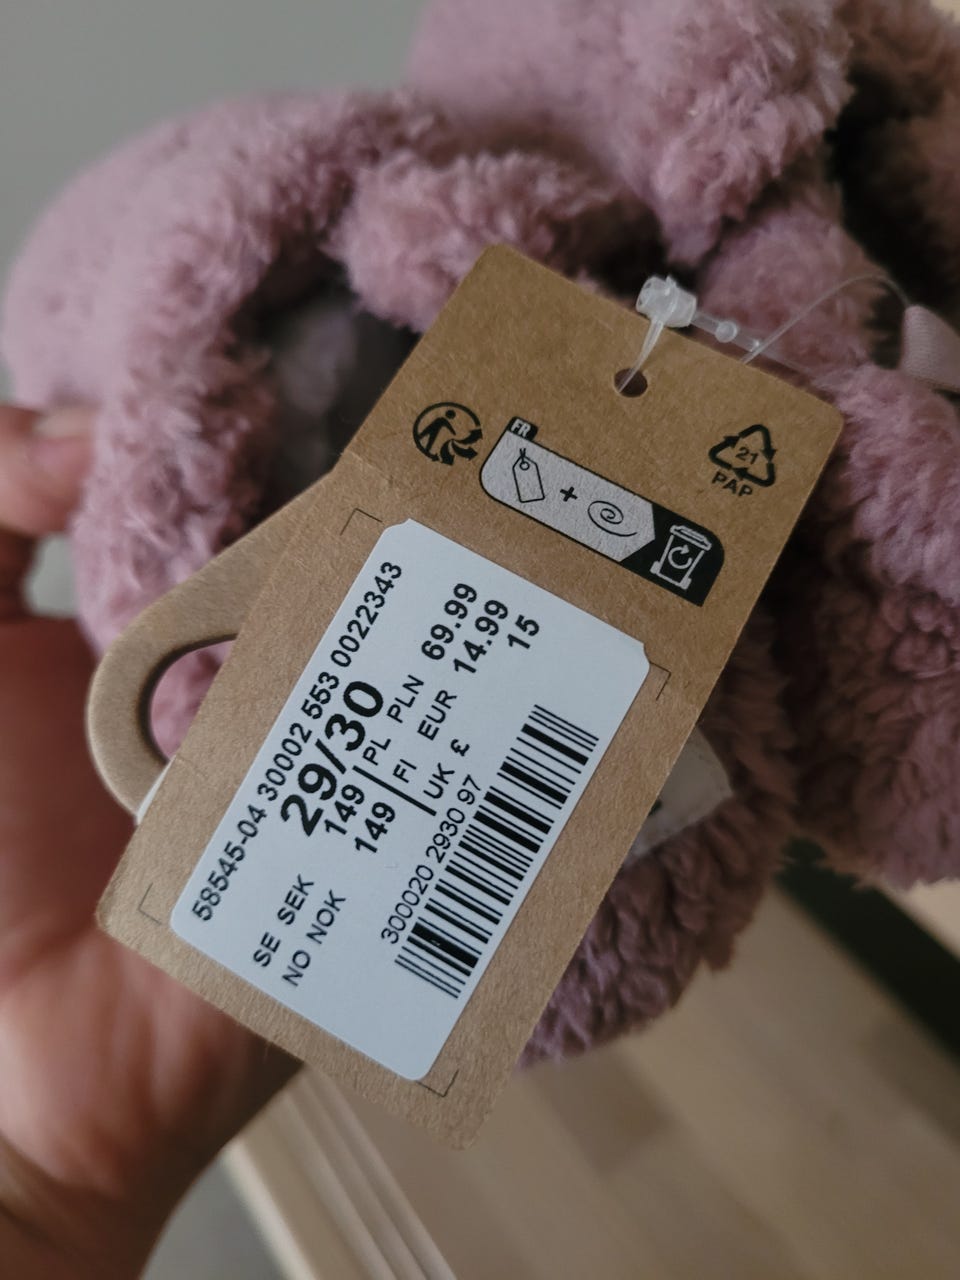 FR
21
PAP
58545-04 30002 553 0022343
29/30
SE SEK 149 PL PLN 69.99
NO NOK 149 FI EUR 14.99
UK £ 15
300020 2930 97